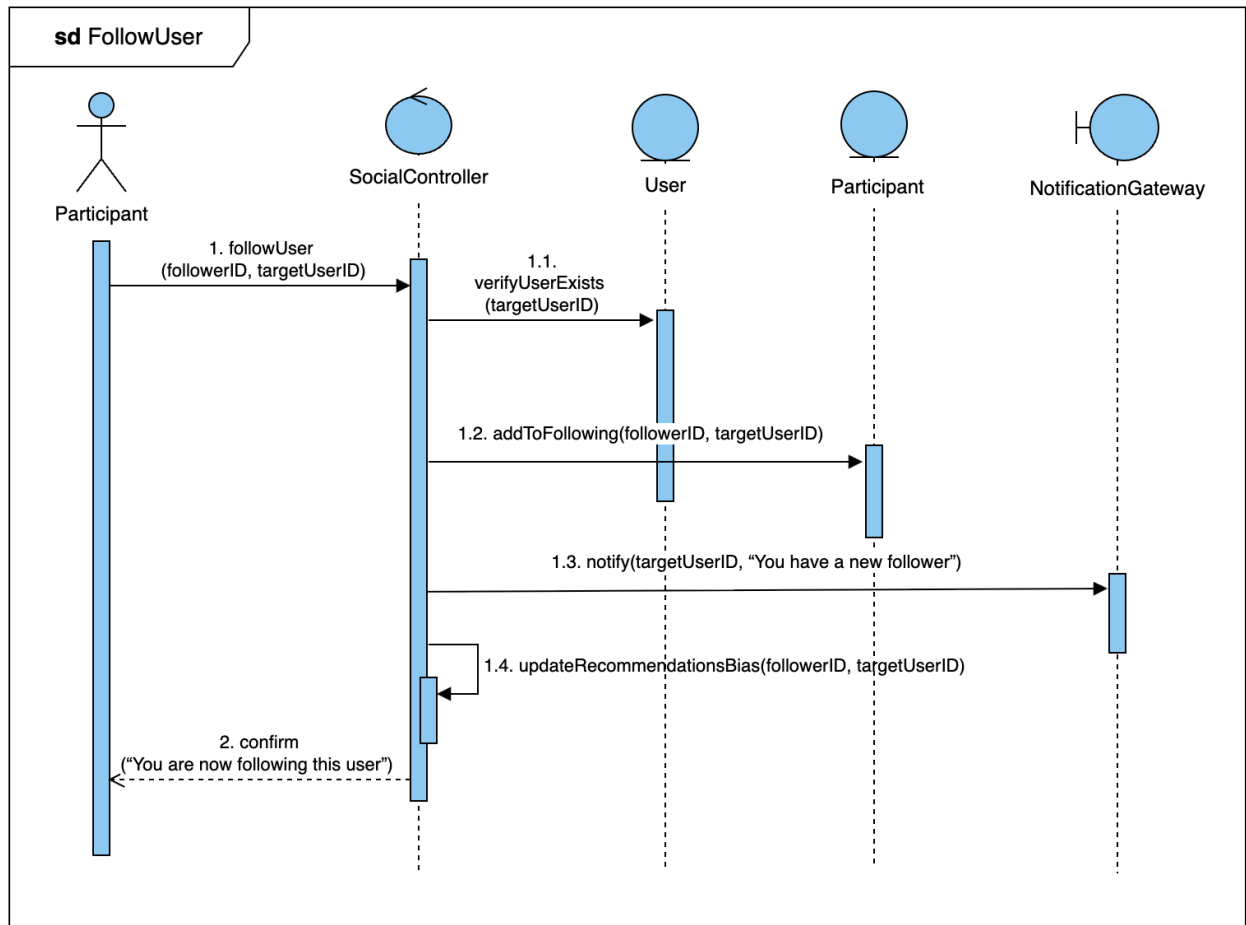 sd FollowUser
Participant
SocialController
User
Participant
NotificationGateway
1. followUser
(followerID, targetUserID)
1.1.
verifyUserExists
(targetUserID)
1.2. addToFollowing(followerID, targetUserID)
1.3. notify(targetUserID, “You have a new follower”)
1.4. updateRecommendationsBias(followerID, targetUserID)
2. confirm
(“You are now following this user”)